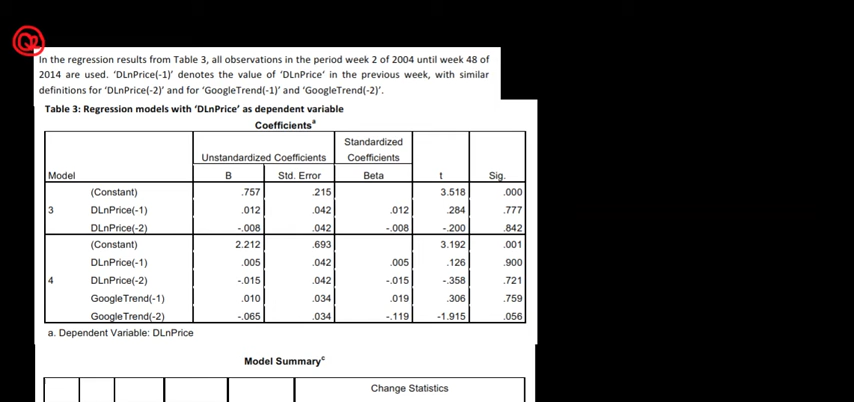 Q2
In the regression results from Table 3, all observations in the period week 2 of 2004 until week 48 of
2014 are used. 'DLnPrice(-1)' denotes the value of 'DLnPrice' in the previous week, with similar
definitions for 'DLnPrice(-2)' and for 'GoogleTrend(-1)' and 'GoogleTrend(-2)'.
Table 3: Regression models with 'DLnPrice' as dependent variable
Coefficientsᵃ
Standardized
Unstandardized Coefficients Coefficients
Model B Std. Error Beta t Sig.
(Constant) .757 .215 3.518 .000
3 DLnPrice(-1) .012 .042 .012 .284 .777
DLnPrice(-2) -.008 .042 -.008 -.200 .842
(Constant) 2.212 .693 3.192 .001
DLnPrice(-1) .005 .042 .005 .126 .900
4 DLnPrice(-2) -.015 .042 -.015 -.358 .721
GoogleTrend(-1) .010 .034 .019 .306 .759
GoogleTrend(-2) -.065 .034 -.119 -1.915 .056
a. Dependent Variable: DLnPrice
Model Summaryᶜ
Change Statistics